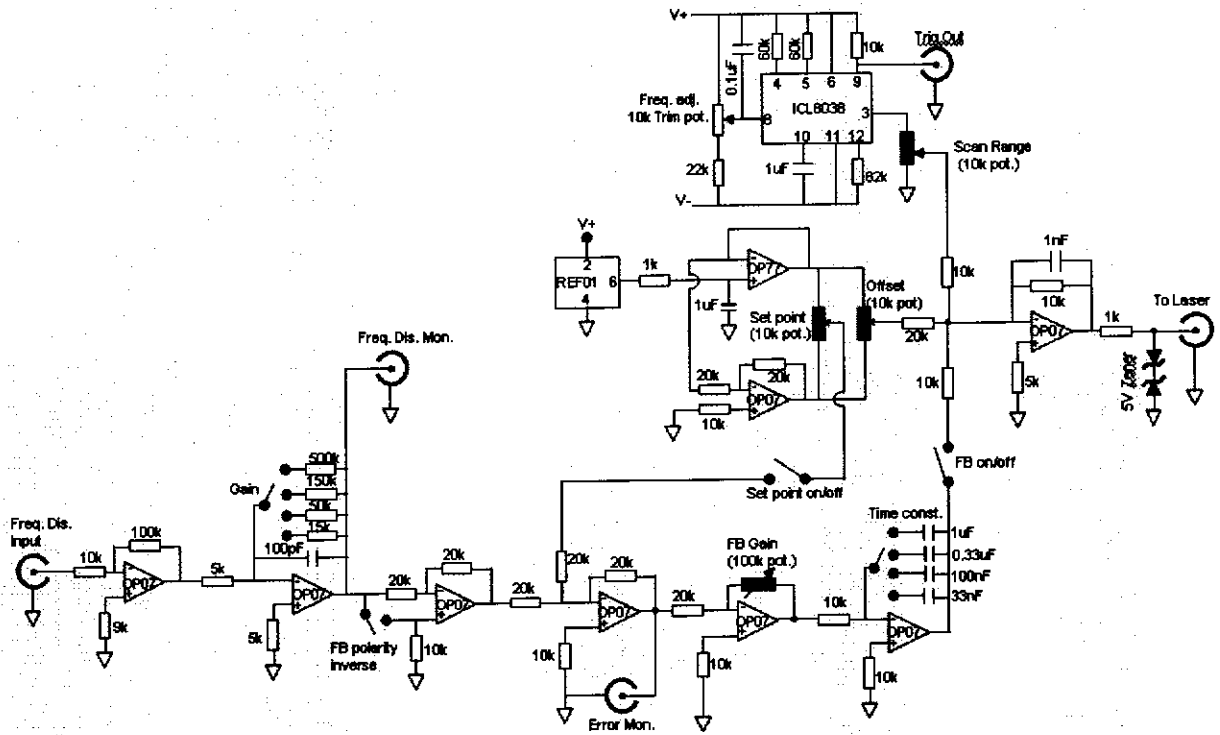 V+
60k
60k
10k
Trig.Out
0.1uF
4
5
6
9
Freq. adj.
10k Trim pot.
8
ICL8038
3
10
11
12
Scan Range
(10k pot.)
22k
1uF
82k
V-
V+
2
REF01
6
4
1k
1uF
OP77
Set point
(10k pot.)
Offset
(10k pot)
10k
20k
1nF
10k
OP07
1k
To Laser
5k
5V Zener
20k
20k
OP07
10k
10k
FB on/off
Set point on/off
Freq. Dis. Mon.
Gain
500k
150k
50k
15k
100pF
Freq. Dis.
Input
10k
100k
OP07
9k
5k
OP07
5k
20k
20k
OP07
FB polarity
inverse
10k
20k
20k
20k
OP07
10k
Error Mon.
20k
FB Gain
(100k pot.)
OP07
10k
10k
Time const.
1uF
0.33uF
100nF
33nF
OP07
10k